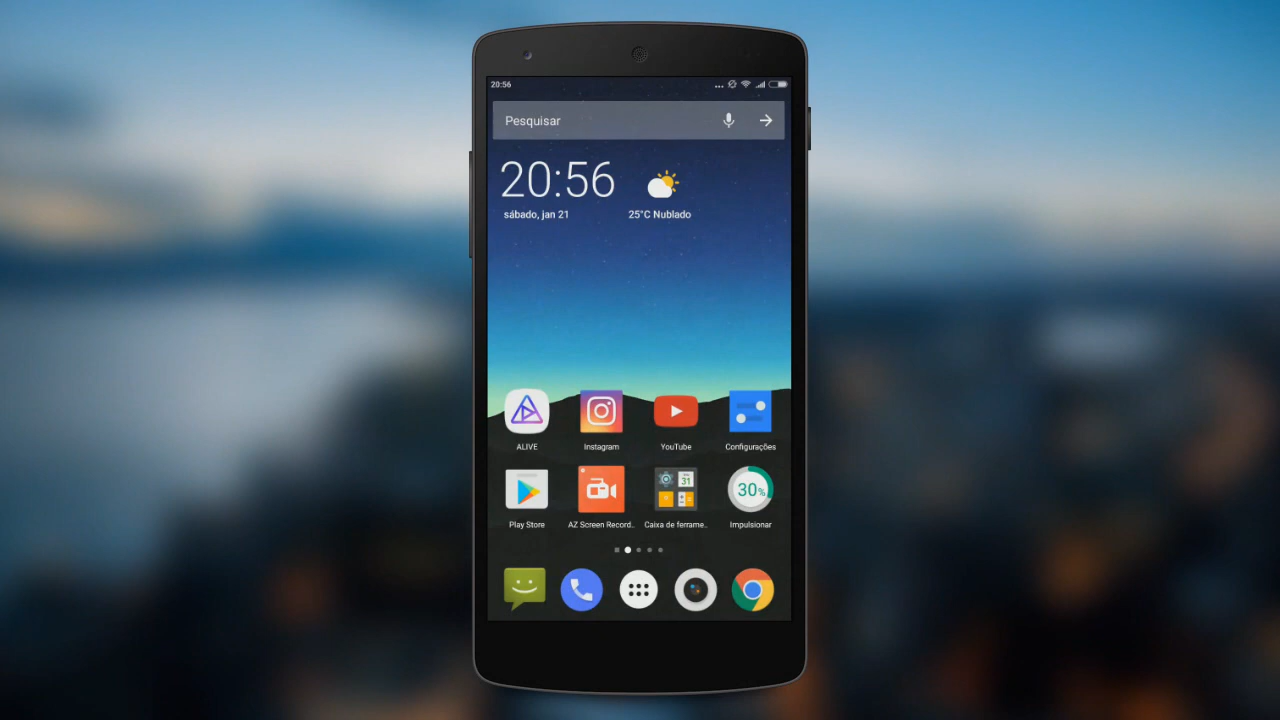 20:56
Pesquisar
20:56
sábado, jan 21
25°C Nublado
ALIVE
Instagram
YouTube
Configurações
31
30%
Play Store
AZ Screen Record..
Caixa de ferrame..
Impulsionar